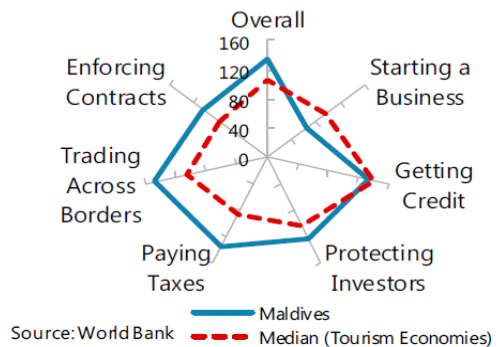 Overall
160
120
80
40
0
Enforcing
Contracts
Starting a
Business
Trading
Across
Borders
Getting
Credit
Paying
Taxes
Protecting
Investors
Maldives
Source: World Bank
Median (Tourism Economies)